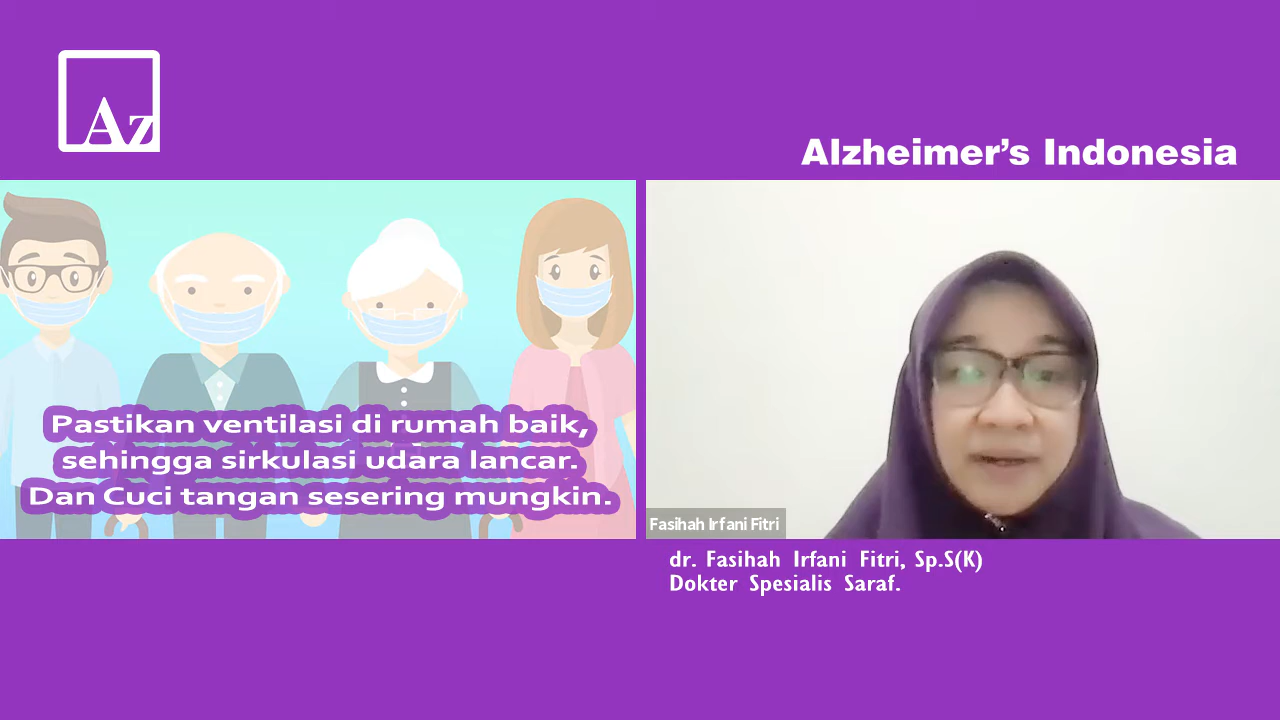 Az
Alzheimer's Indonesia
Pastikan ventilasi di rumah baik,
sehingga sirkulasi udara lancar.
Dan Cuci tangan sesering mungkin.
Fasihah Irfani Fitri
dr. Fasihah Irfani Fitri, Sp.S(K)
Dokter Spesialis Saraf.